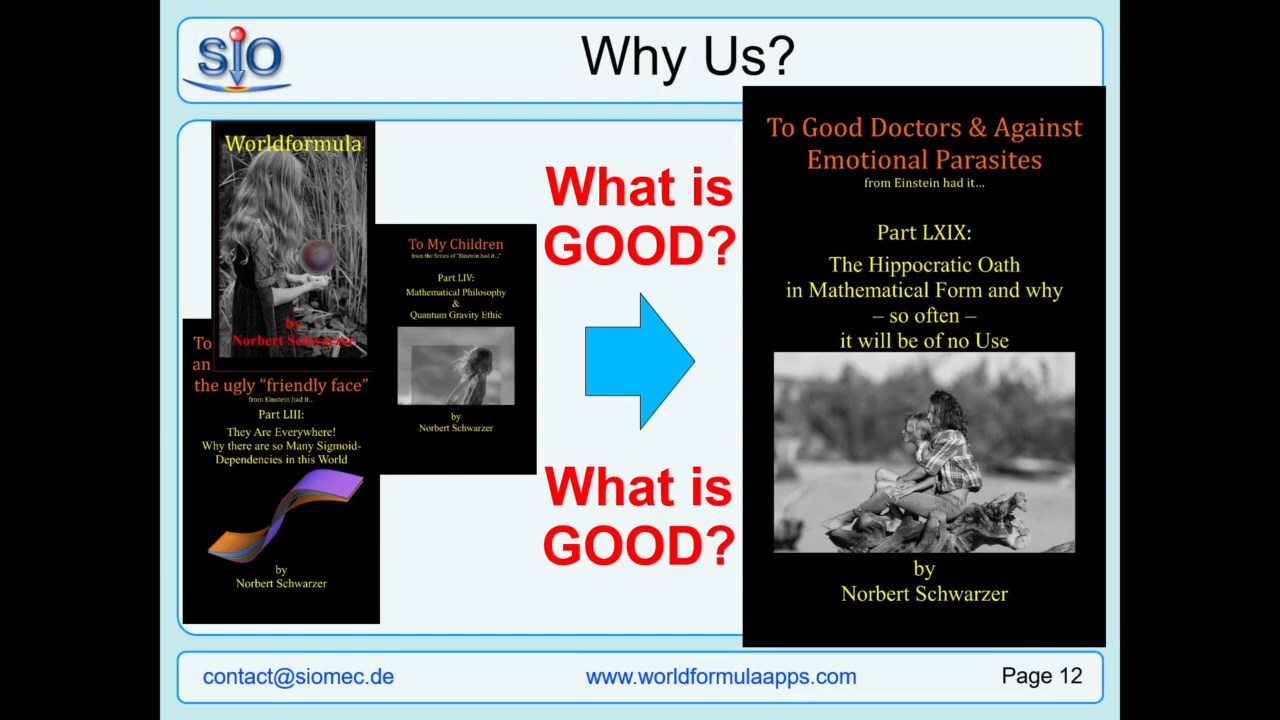 SIO
Why Us?
Worldformula
by
Norbert Schwarzer
To
an
the ugly “friendly face”
from Einstein had it...
Part LIII:
They Are Everywhere!
Why there are so Many Sigmoid-
Dependencies in this World
by
Norbert Schwarzer
To My Children
from the Series of “Einstein had it...”
Part LIV:
Mathematical Philosophy
&
Quantum Gravity Ethic
by
Norbert Schwarzer
What is
GOOD?
What is
GOOD?
To Good Doctors & Against
Emotional Parasites
from Einstein had it...
Part LXIX:
The Hippocratic Oath
in Mathematical Form and why
– so often –
it will be of no Use
by
Norbert Schwarzer
contact@siomec.de
www.worldformulaapps.com
Page 12